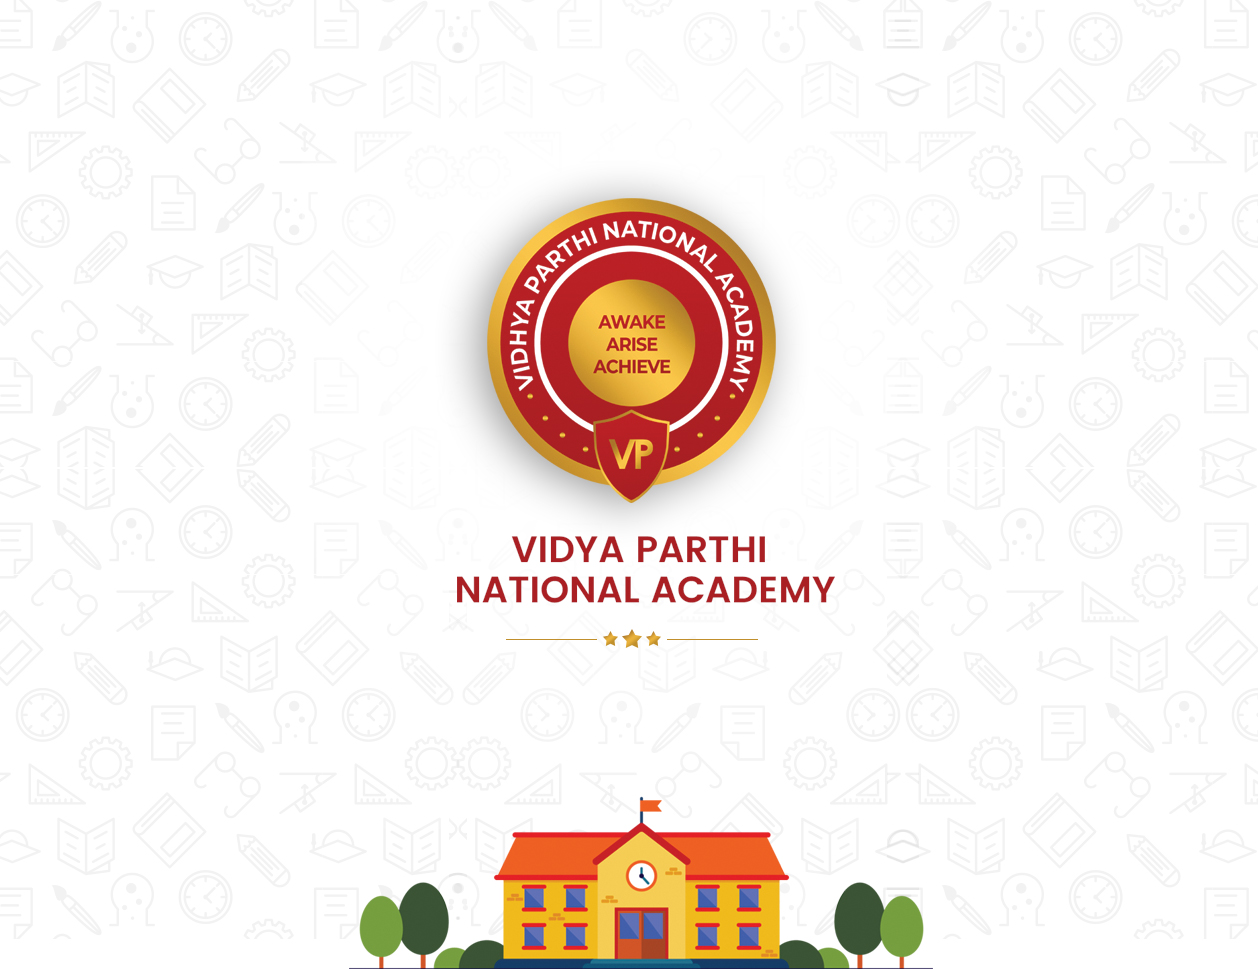 VIDHYA PARTHI NATIONAL ACADEMY
AWAKE
ARISE
ACHIEVE
VP
VIDYA PARTHI
NATIONAL ACADEMY